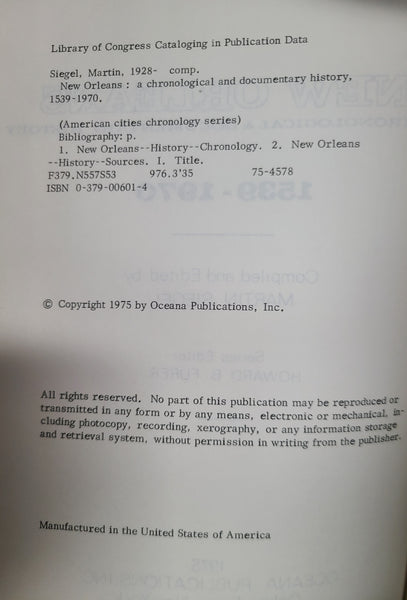 Library of Congress Cataloging in Publication Data
Siegel, Martin, 1928- comp.
New Orleans : a chronological and documentary history,
1539-1970.
(American cities chronology series)
Bibliography: p.
1. New Orleans--History--Chronology. 2. New Orleans
--History--Sources. I. Title.
F379.N557S53 976.3'35 75-4578
ISBN 0-379-00601-4
© Copyright 1975 by Oceana Publications, Inc.
All rights reserved. No part of this publication may be reproduced or
transmitted in any form or by any means, electronic or mechanical, in-
cluding photocopy, recording, xerography, or any information storage
and retrieval system, without permission in writing from the publisher.
Manufactured in the United States of America